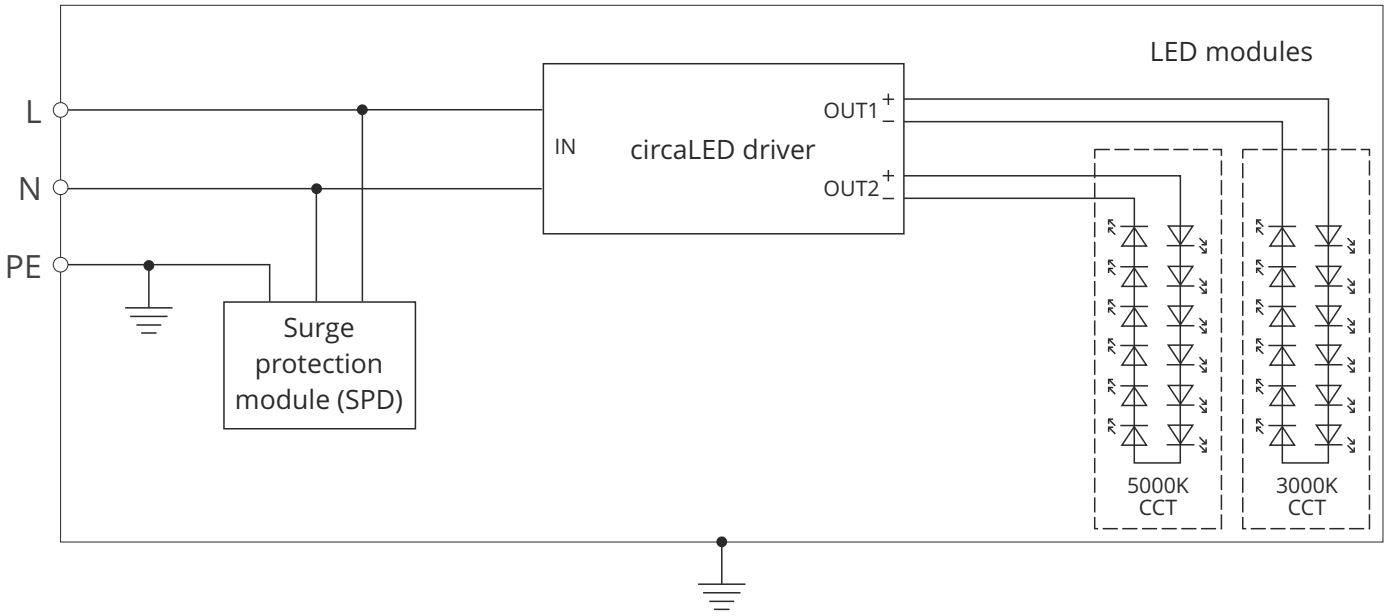 LED modules
L
N
PE
IN
circaLED driver
OUT1 +
−
OUT2 +
−
Surge
protection
module (SPD)
5000K
CCT
3000K
CCT